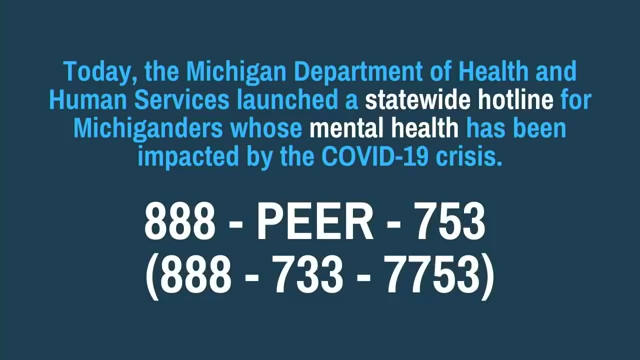 Today, the Michigan Department of Health and
Human Services launched a statewide hotline for
Michiganders whose mental health has been
impacted by the COVID-19 crisis.
888 - PEER - 753
(888 - 733 - 7753)